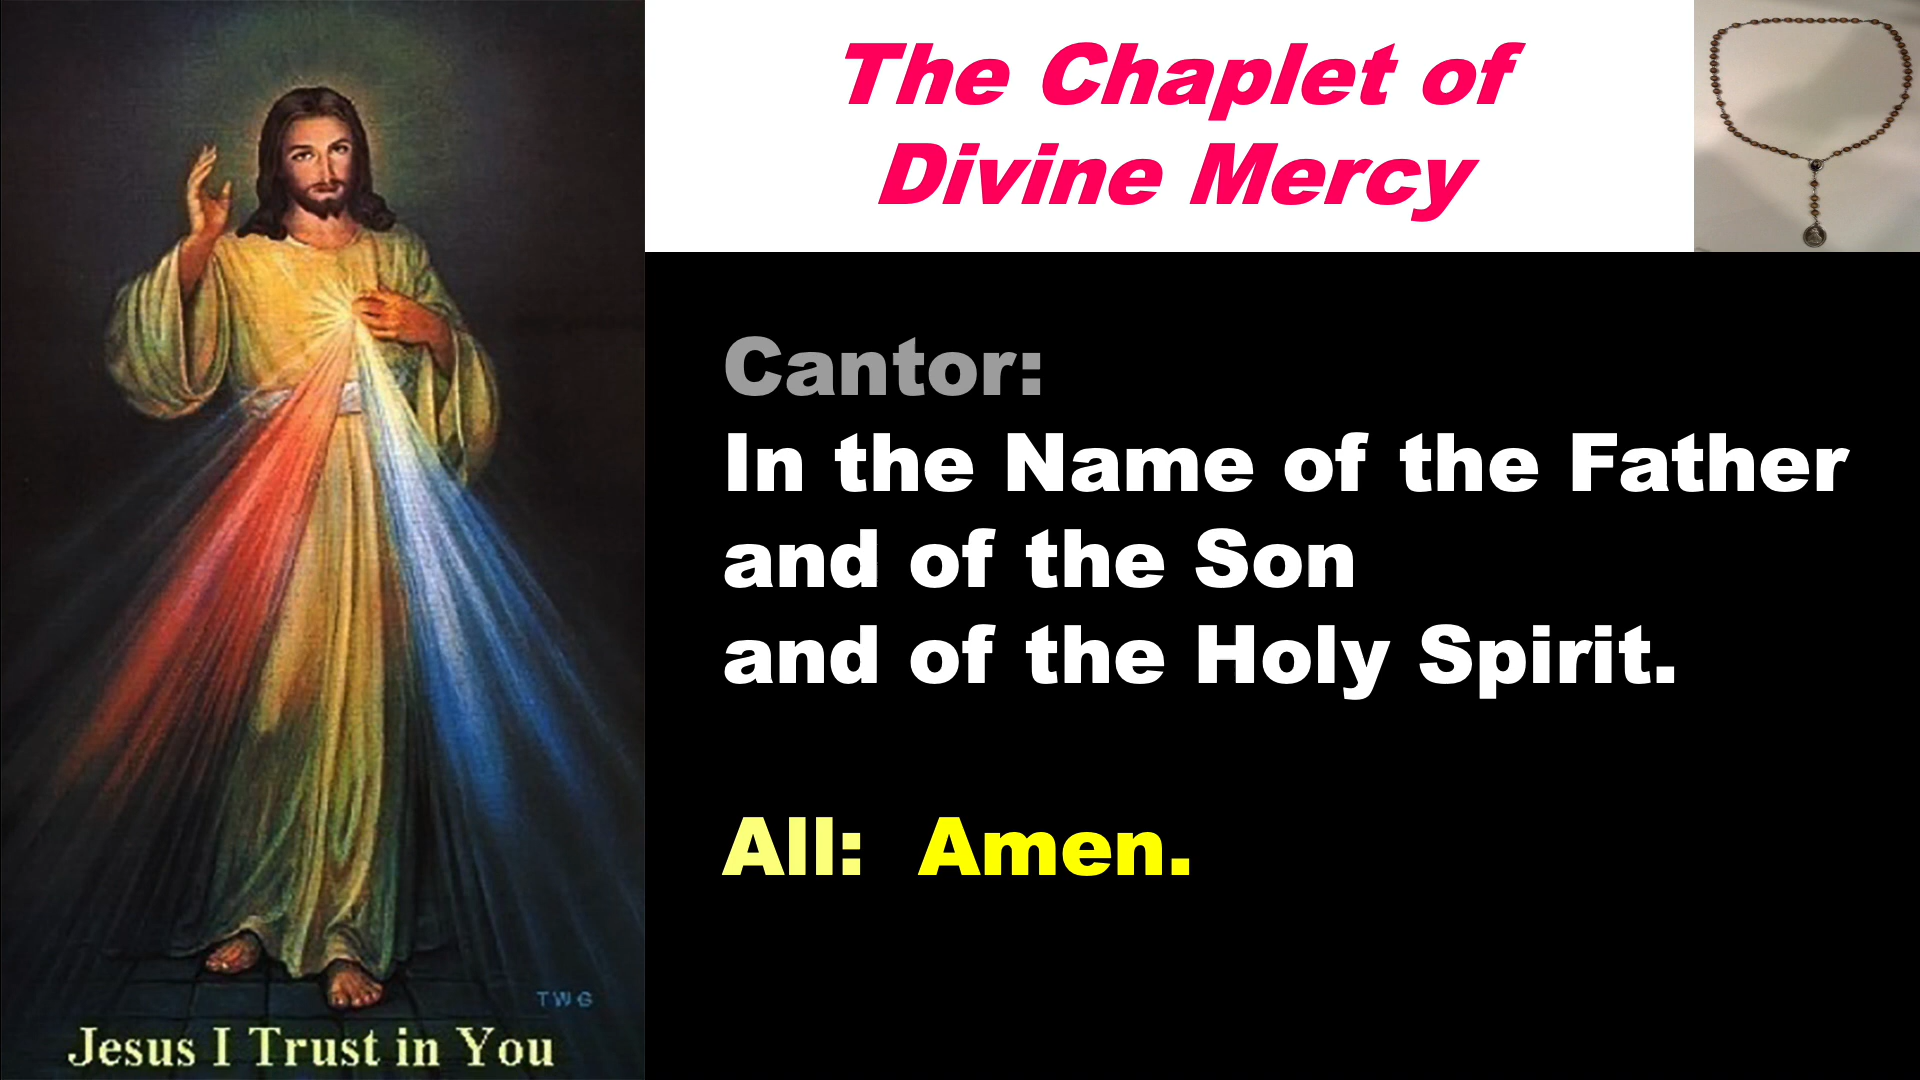 The Chaplet of
Divine Mercy
Cantor:
In the Name of the Father
and of the Son
and of the Holy Spirit.
All:  Amen.
TWG
Jesus I Trust in You